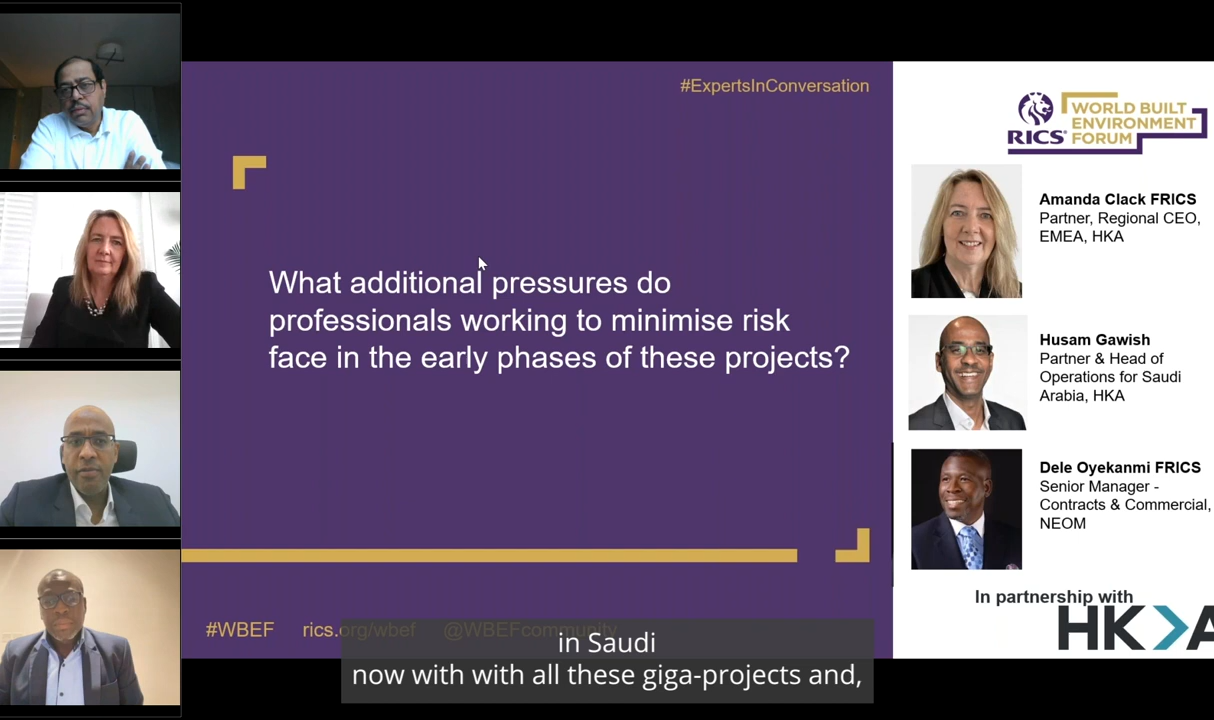 #ExpertsInConversation
What additional pressures do
professionals working to minimise risk
face in the early phases of these projects?
#WBEF rics.org/wbef @WBEFcommunity
in Saudi
now with with all these giga-projects and,
RICS®
WORLD BUILT
ENVIRONMENT
FORUM
Amanda Clack FRICS
Partner, Regional CEO,
EMEA, HKA
Husam Gawish
Partner & Head of
Operations for Saudi
Arabia, HKA
Dele Oyekanmi FRICS
Senior Manager -
Contracts & Commercial,
NEOM
In partnership with
HKA